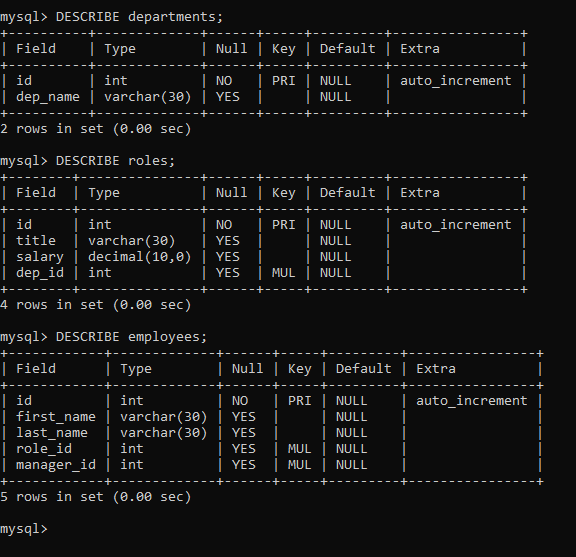 mysql> DESCRIBE departments;
+----------+-------------+------+-----+---------+----------------+
| Field    | Type        | Null | Key | Default | Extra          |
+----------+-------------+------+-----+---------+----------------+
| id       | int         | NO   | PRI | NULL    | auto_increment |
| dep_name | varchar(30) | YES  |     | NULL    |                |
+----------+-------------+------+-----+---------+----------------+
2 rows in set (0.00 sec)

mysql> DESCRIBE roles;
+--------+---------------+------+-----+---------+----------------+
| Field  | Type          | Null | Key | Default | Extra          |
+--------+---------------+------+-----+---------+----------------+
| id     | int           | NO   | PRI | NULL    | auto_increment |
| title  | varchar(30)   | YES  |     | NULL    |                |
| salary | decimal(10,0) | YES  |     | NULL    |                |
| dep_id | int           | YES  | MUL | NULL    |                |
+--------+---------------+------+-----+---------+----------------+
4 rows in set (0.00 sec)

mysql> DESCRIBE employees;
+------------+-------------+------+-----+---------+----------------+
| Field      | Type        | Null | Key | Default | Extra          |
+------------+-------------+------+-----+---------+----------------+
| id         | int         | NO   | PRI | NULL    | auto_increment |
| first_name | varchar(30) | YES  |     | NULL    |                |
| last_name  | varchar(30) | YES  |     | NULL    |                |
| role_id    | int         | YES  | MUL | NULL    |                |
| manager_id | int         | YES  | MUL | NULL    |                |
+------------+-------------+------+-----+---------+----------------+
5 rows in set (0.00 sec)

mysql>